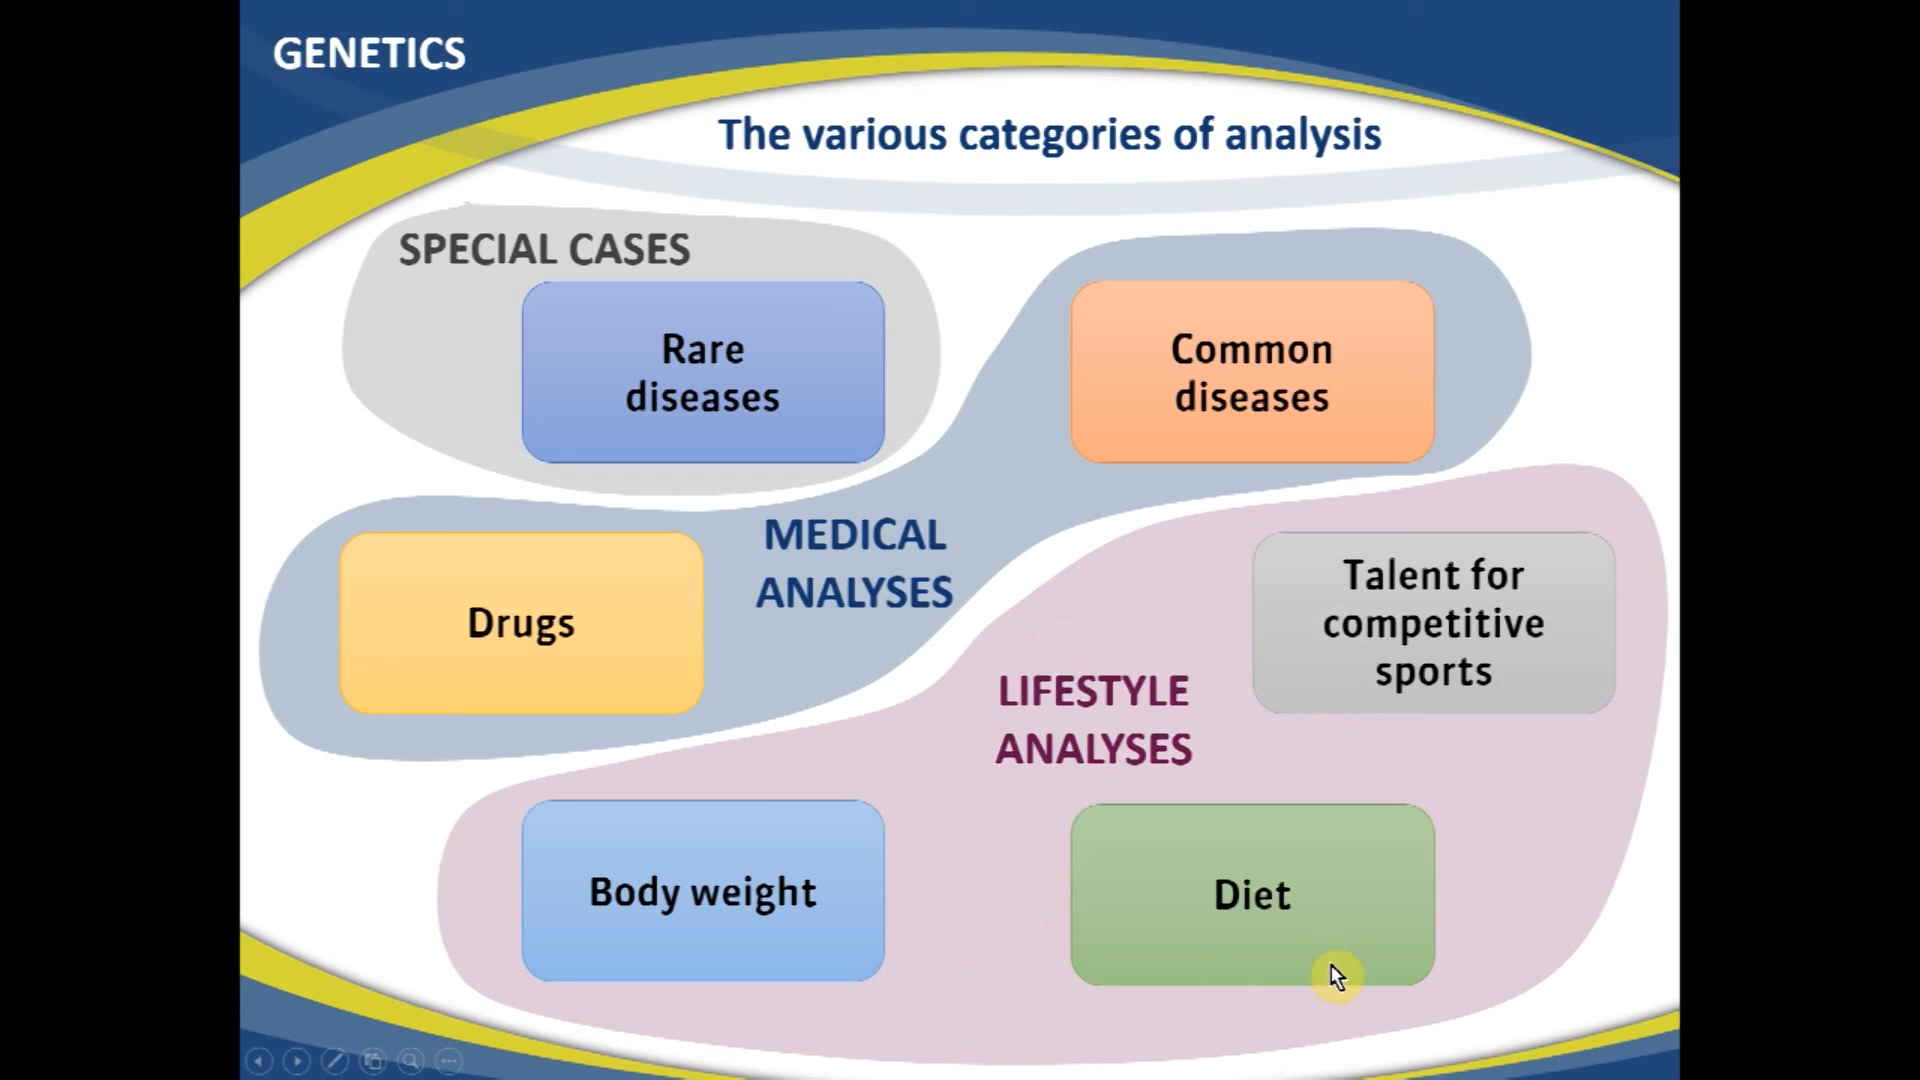 GENETICS
The various categories of analysis
SPECIAL CASES
Rare
diseases
Common
diseases
MEDICAL
ANALYSES
Drugs
Talent for
competitive
sports
LIFESTYLE
ANALYSES
Body weight
Diet